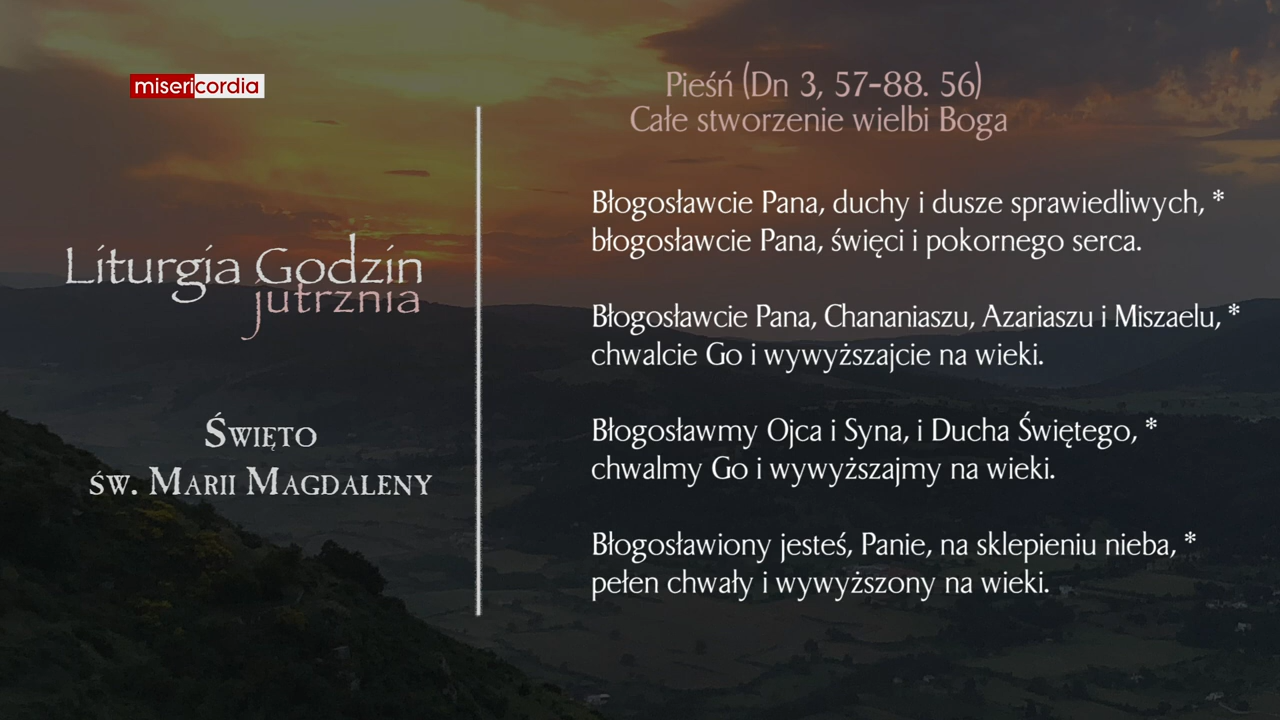 misericordia
Liturgia Godzin
jutrznia
Święto
św. Marii Magdaleny
Pieśń (Dn 3, 57-88. 56)
Całe stworzenie wielbi Boga
Błogosławcie Pana, duchy i dusze sprawiedliwych, *
błogosławcie Pana, święci i pokornego serca.
Błogosławcie Pana, Chananiaszu, Azariaszu i Miszaelu, *
chwalcie Go i wywyższajcie na wieki.
Błogosławmy Ojca i Syna, i Ducha Świętego, *
chwalmy Go i wywyższajmy na wieki.
Błogosławiony jesteś, Panie, na sklepieniu nieba, *
pełen chwały i wywyższony na wieki.